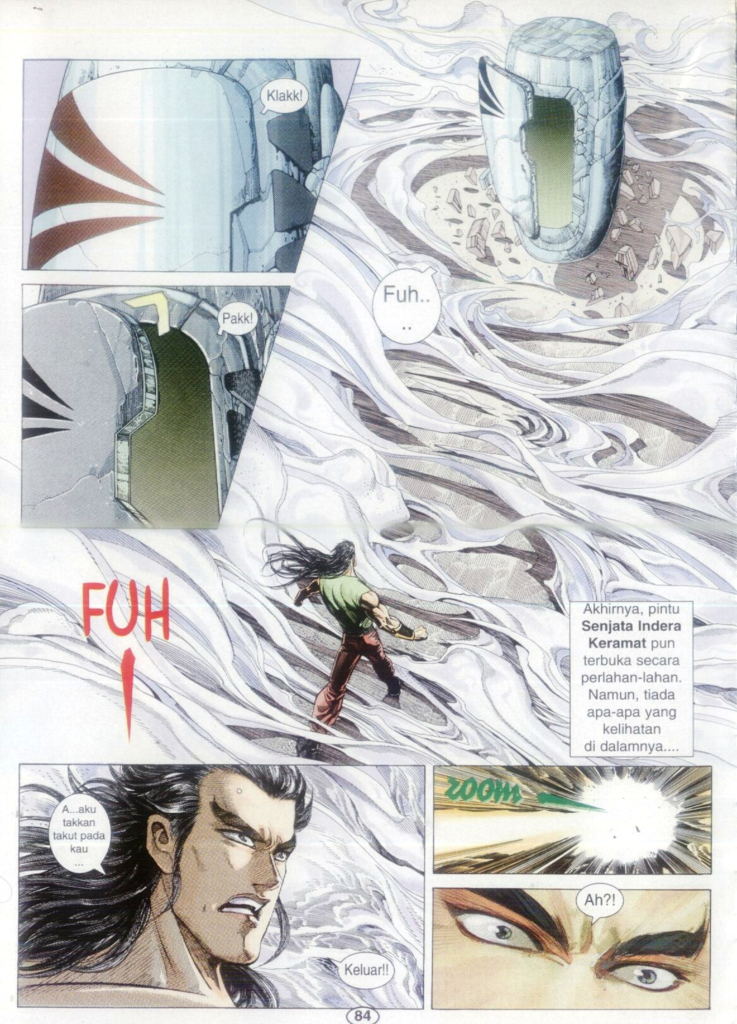 Klakk!
Pakk!
Fuh..
..
FUH
!
Akhirnya, pintu
Senjata Indera
Keramat pun
terbuka secara
perlahan-lahan.
Namun, tiada
apa-apa yang
kelihatan
di dalamnya....
A...aku
takkan
takut pada
kau
...
Keluar!!
ZOOM
Ah?!
84